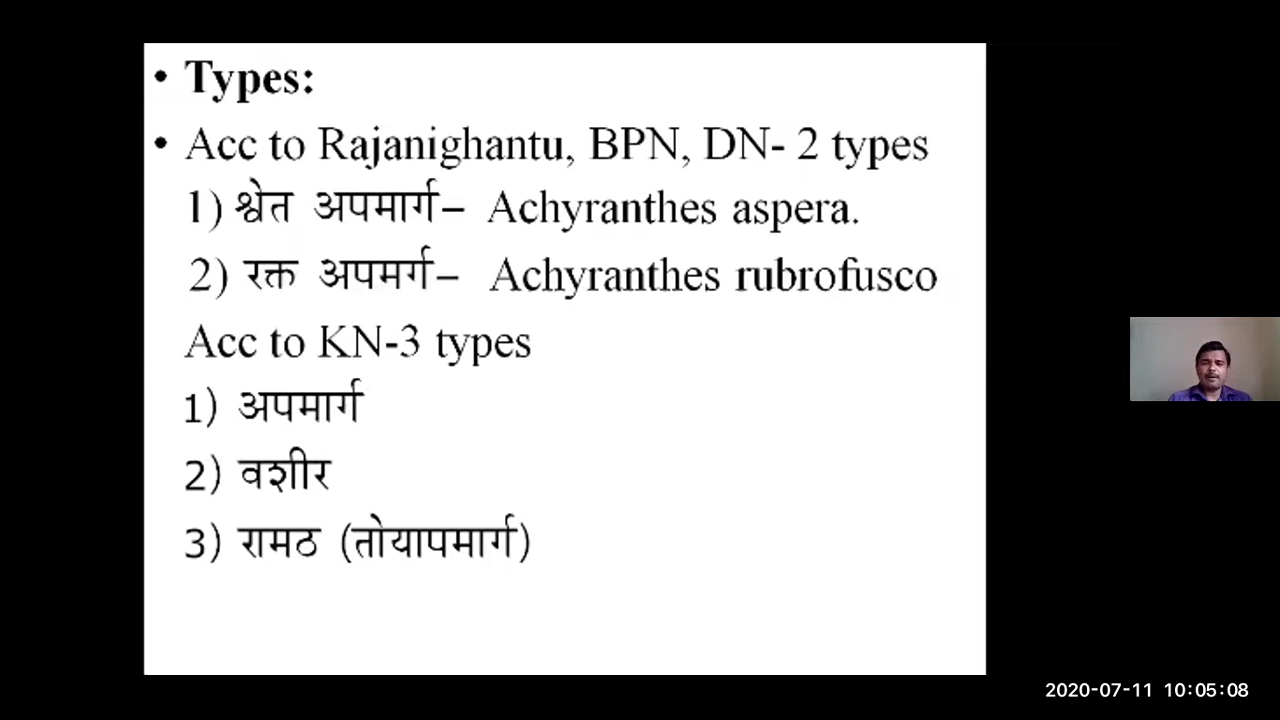 • Types:
• Acc to Rajanighantu, BPN, DN- 2 types
1) श्वेत अपमार्ग– Achyranthes aspera.
2) रक्त अपमर्ग– Achyranthes rubrofusco
Acc to KN-3 types
1) अपमार्ग
2) वशीर
3) रामठ (तोयापमार्ग)
2020-07-11 10:05:08